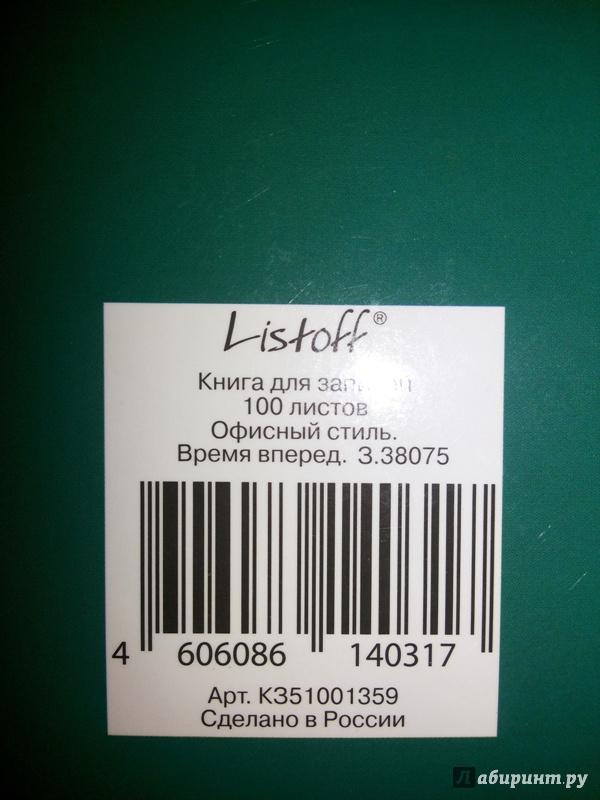 Listoff®
Книга для записей
100 листов
Офисный стиль.
Время вперед. З.38075
4 606086 140317
Арт. К351001359
Сделано в России
Лабиринт.ру